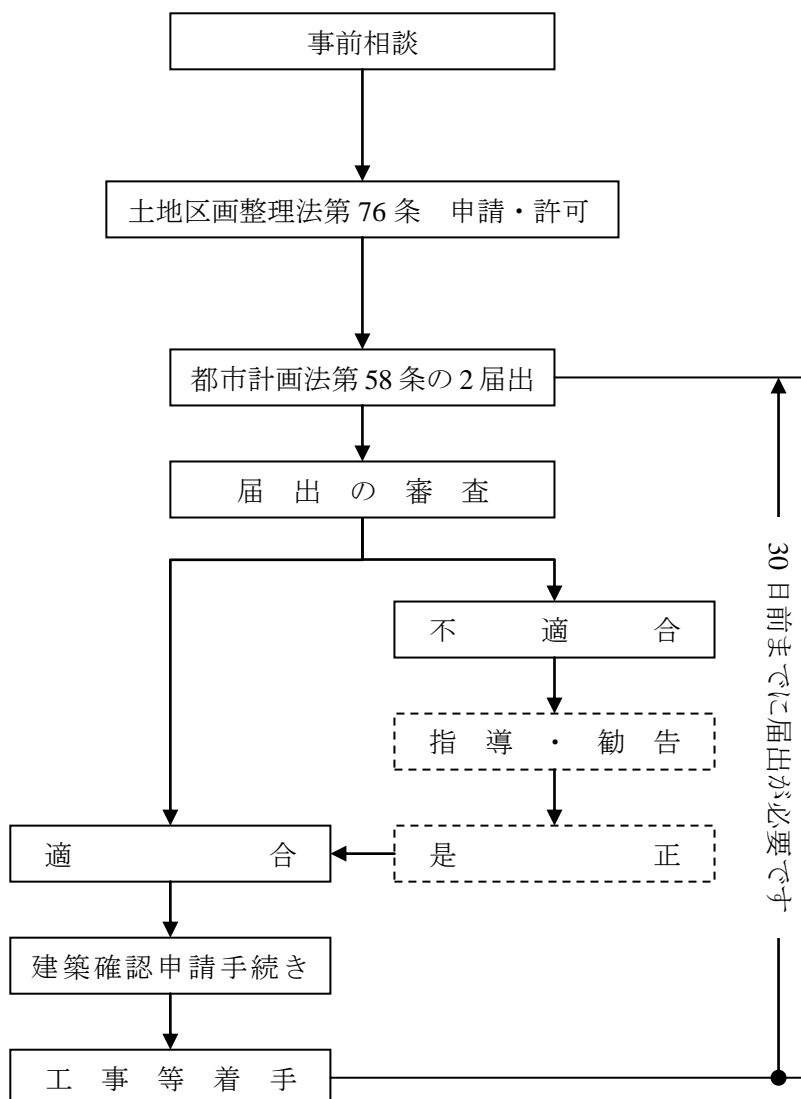 事前相談
土地区画整理法第76条　申請・許可
都市計画法第58条の2届出
届出の審査
不適合
指導・勧告
適合
是正
建築確認申請手続き
工事等着手
30日前までに届出が必要です